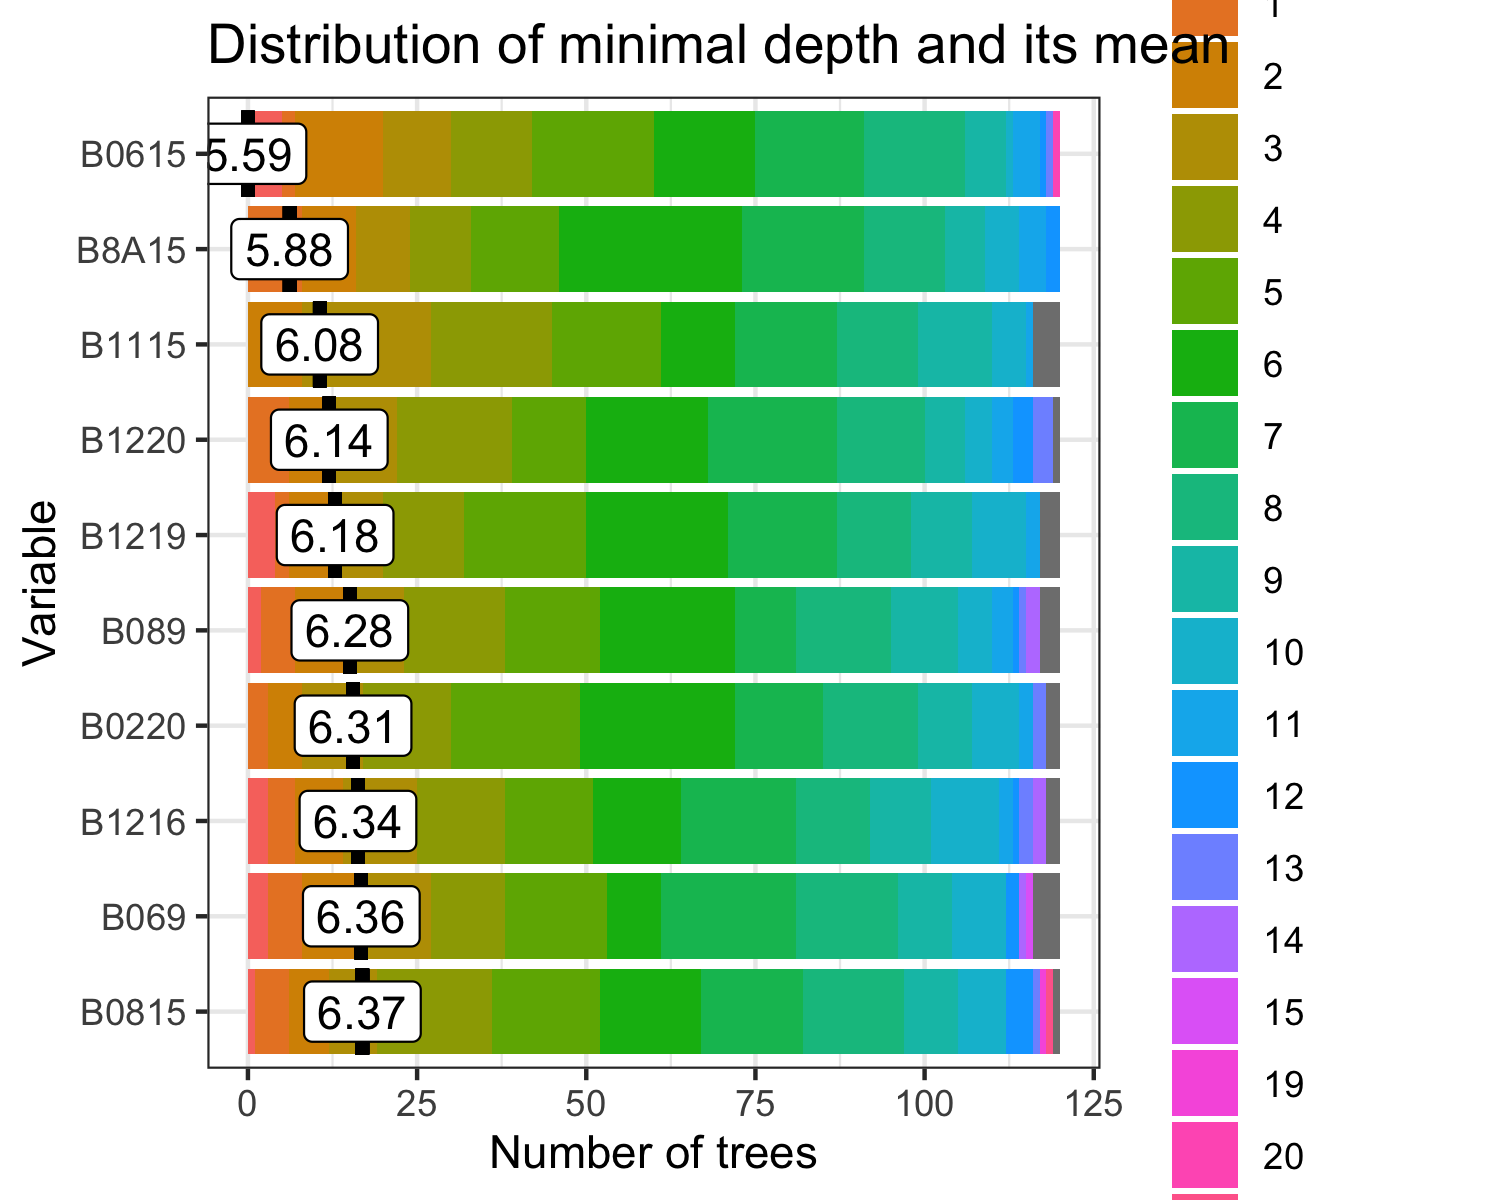 Distribution of minimal depth and its mean
Variable
B0615
5.59
B8A15
5.88
B1115
6.08
B1220
6.14
B1219
6.18
B089
6.28
B0220
6.31
B1216
6.34
B069
6.36
B0815
6.37
0 25 50 75 100 125
Number of trees
1
2
3
4
5
6
7
8
9
10
11
12
13
14
15
19
20